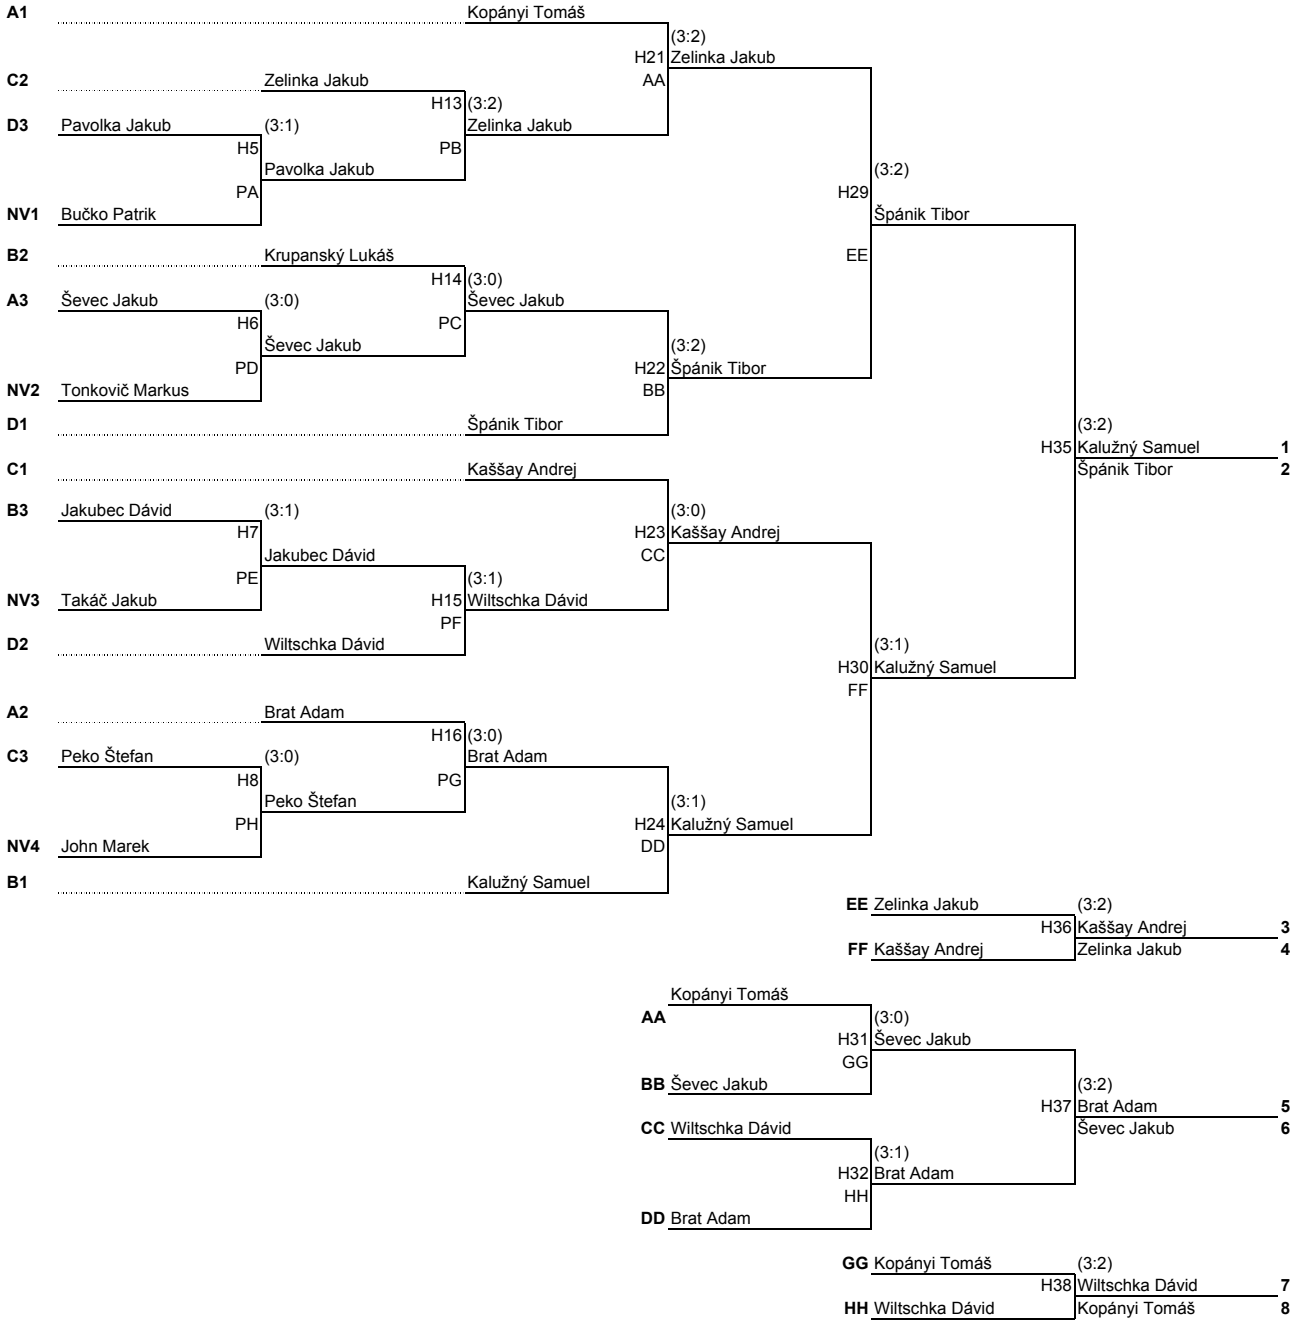 A1 Kopányi Tomáš
(3:2)
H21 Zelinka Jakub
C2 Zelinka Jakub AA
H13 (3:2)
D3 Pavolka Jakub (3:1) Zelinka Jakub
H5 PB
Pavolka Jakub (3:2)
PA H29
NV1 Bučko Patrik Špánik Tibor
B2 Krupanský Lukáš EE
H14 (3:0)
A3 Ševec Jakub (3:0) Ševec Jakub
H6 PC
Ševec Jakub (3:2)
PD H22 Špánik Tibor
NV2 Tonkovič Markus BB
D1 Špánik Tibor (3:2)
H35 Kalužný Samuel 1
C1 Kaššay Andrej Špánik Tibor 2
B3 Jakubec Dávid (3:1) (3:0)
H7 H23 Kaššay Andrej
Jakubec Dávid CC
PE (3:1)
NV3 Takáč Jakub H15 Wiltschka Dávid
PF
D2 Wiltschka Dávid (3:1)
H30 Kalužný Samuel
FF
A2 Brat Adam
H16 (3:0)
C3 Peko Štefan (3:0) Brat Adam
H8 PG
Peko Štefan (3:1)
PH H24 Kalužný Samuel
NV4 John Marek DD
B1 Kalužný Samuel
EE Zelinka Jakub (3:2)
H36 Kaššay Andrej 3
FF Kaššay Andrej Zelinka Jakub 4
Kopányi Tomáš
AA (3:0)
H31 Ševec Jakub
GG
BB Ševec Jakub (3:2)
H37 Brat Adam 5
CC Wiltschka Dávid Ševec Jakub 6
(3:1)
H32 Brat Adam
HH
DD Brat Adam
GG Kopányi Tomáš (3:2)
H38 Wiltschka Dávid 7
HH Wiltschka Dávid Kopányi Tomáš 8